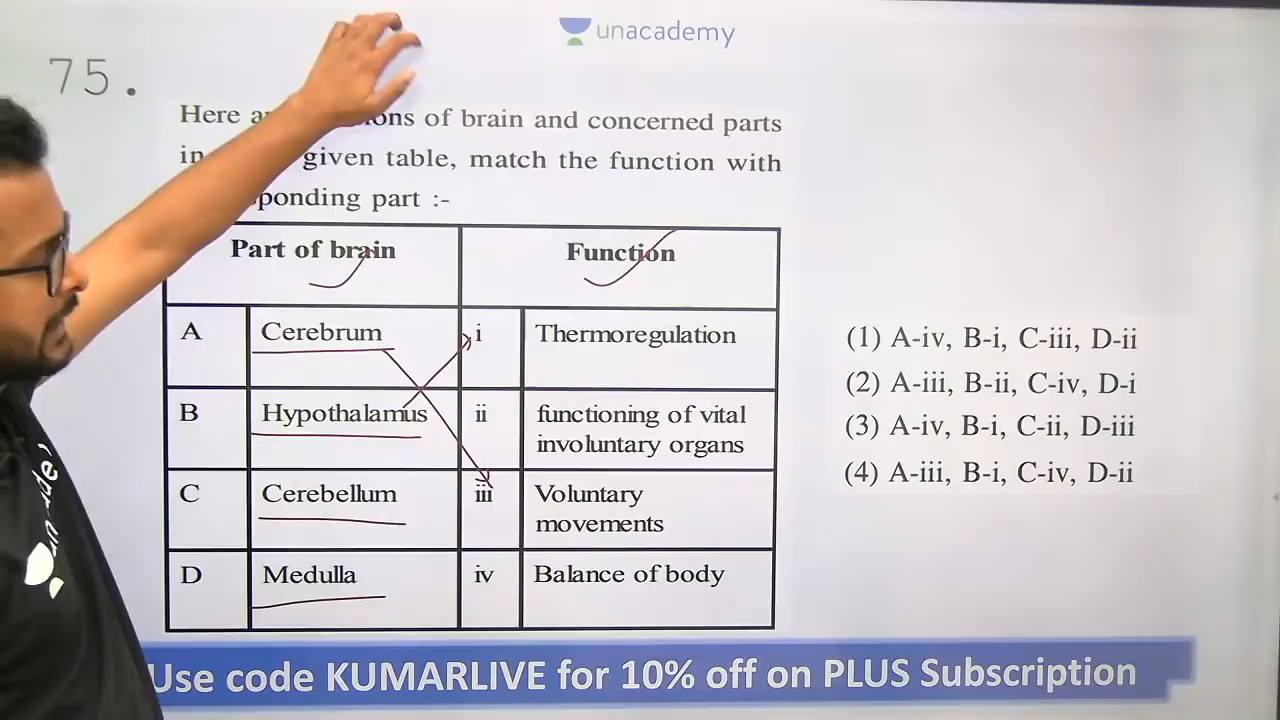 unacademy
75.
Here of brain and concerned parts
in given table, match the function with
part :-
Part of brain Function
A Cerebrum i Thermoregulation
B Hypothalamus ii functioning of vital
involuntary organs
C Cerebellum iii Voluntary
movements
D Medulla iv Balance of body
(1) A-iv, B-i, C-iii, D-ii
(2) A-iii, B-ii, C-iv, D-i
(3) A-iv, B-i, C-ii, D-iii
(4) A-iii, B-i, C-iv, D-ii
Use code KUMARLIVE for 10% off on PLUS Subscription